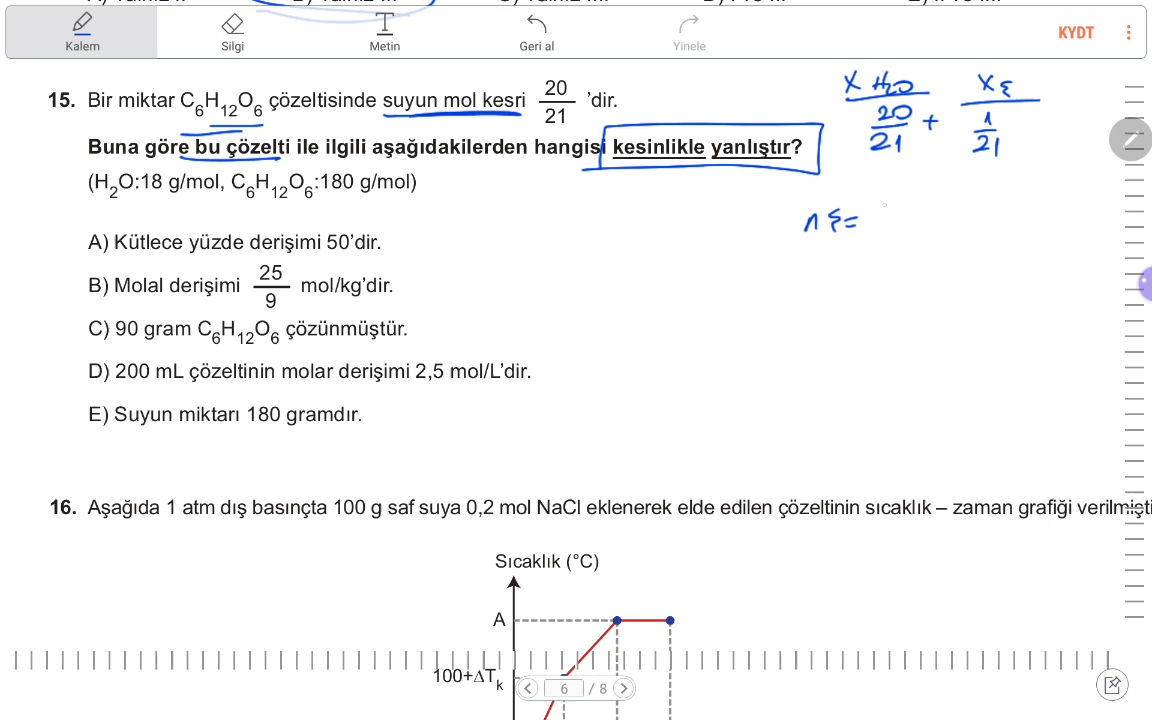 Kalem Silgi Metin Geri al Yinele KYDT
15. Bir miktar C6H12O6 çözeltisinde suyun mol kesri 20/21 'dir.
X H2O Xç
20/21 + 1/21
Buna göre bu çözelti ile ilgili aşağıdakilerden hangisi kesinlikle yanlıştır?
(H2O:18 g/mol, C6H12O6:180 g/mol)
nç=
A) Kütlece yüzde derişimi 50'dir.
B) Molal derişimi 25/9 mol/kg'dir.
C) 90 gram C6H12O6 çözünmüştür.
D) 200 mL çözeltinin molar derişimi 2,5 mol/L'dir.
E) Suyun miktarı 180 gramdır.
16. Aşağıda 1 atm dış basınçta 100 g saf suya 0,2 mol NaCl eklenerek elde edilen çözeltinin sıcaklık – zaman grafiği verilmişti
Sıcaklık (°C)
A
100+ΔTk
6 / 8